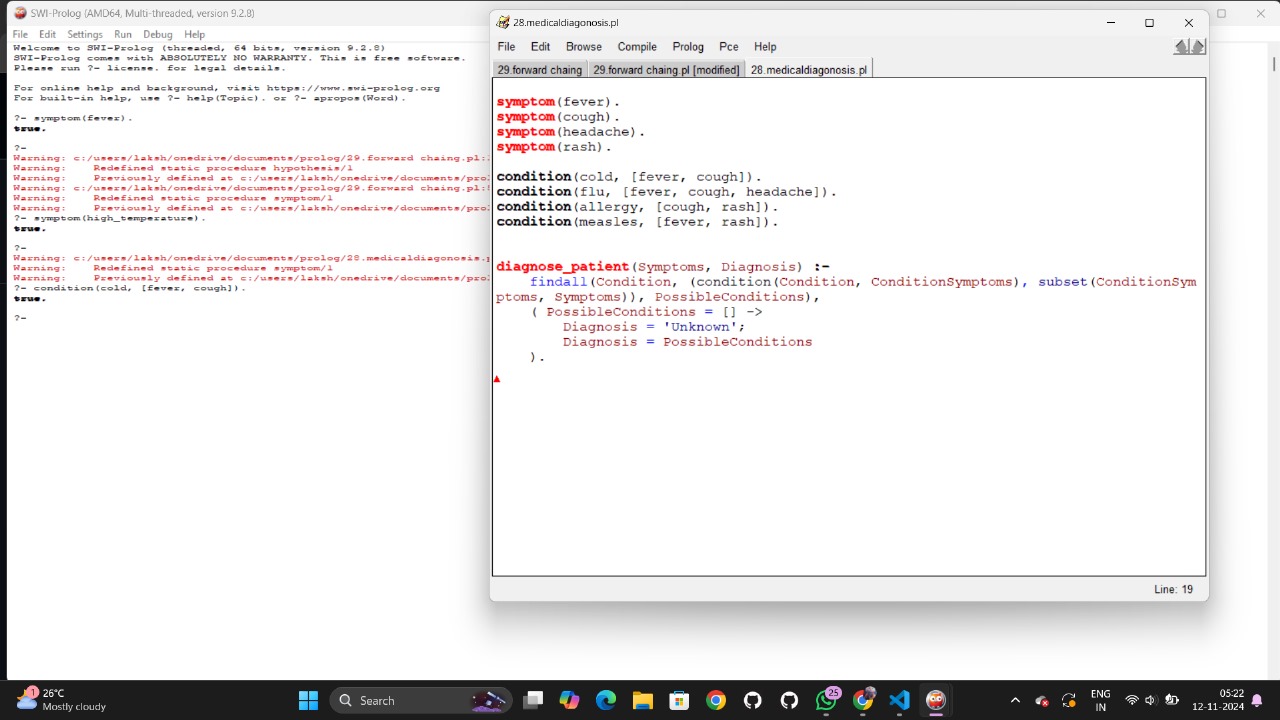 SWI-Prolog (AMD64, Multi-threaded, version 9.2.8)
File Edit Settings Run Debug Help
Welcome to SWI-Prolog (threaded, 64 bits, version 9.2.8)
SWI-Prolog comes with ABSOLUTELY NO WARRANTY. This is free software.
Please run ?- license. for legal details.
For online help and background, visit https://www.swi-prolog.org
For built-in help, use ?- help(Topic). or ?- apropos(Word).
?- symptom(fever).
true.
?-
Warning: c:/users/laksh/onedrive/documents/prolog/29.forward chaing.pl:
Warning:    Redefined static procedure hypothesis/1
Warning:    Previously defined at c:/users/laksh/onedrive/documents/prol
Warning: c:/users/laksh/onedrive/documents/prolog/29.forward chaing.pl:
Warning:    Redefined static procedure symptom/1
Warning:    Previously defined at c:/users/laksh/onedrive/documents/prol
?- symptom(high_temperature).
true.
?-
Warning: c:/users/laksh/onedrive/documents/prolog/28.medicaldiagonosis.
Warning:    Redefined static procedure symptom/1
Warning:    Previously defined at c:/users/laksh/onedrive/documents/prol
?- condition(cold, [fever, cough]).
true.
?-
28.medicaldiagonosis.pl
File Edit Browse Compile Prolog Pce Help
29.forward chaing 29.forward chaing.pl [modified] 28.medicaldiagonosis.pl
symptom(fever).
symptom(cough).
symptom(headache).
symptom(rash).
condition(cold, [fever, cough]).
condition(flu, [fever, cough, headache]).
condition(allergy, [cough, rash]).
condition(measles, [fever, rash]).
diagnose_patient(Symptoms, Diagnosis) :-
    findall(Condition, (condition(Condition, ConditionSymptoms), subset(ConditionSym
ptoms, Symptoms)), PossibleConditions),
    ( PossibleConditions = [] ->
        Diagnosis = 'Unknown';
        Diagnosis = PossibleConditions
    ).
Line: 19
1
26°C
Mostly cloudy
Search
25
ENG
IN
05:22
12-11-2024